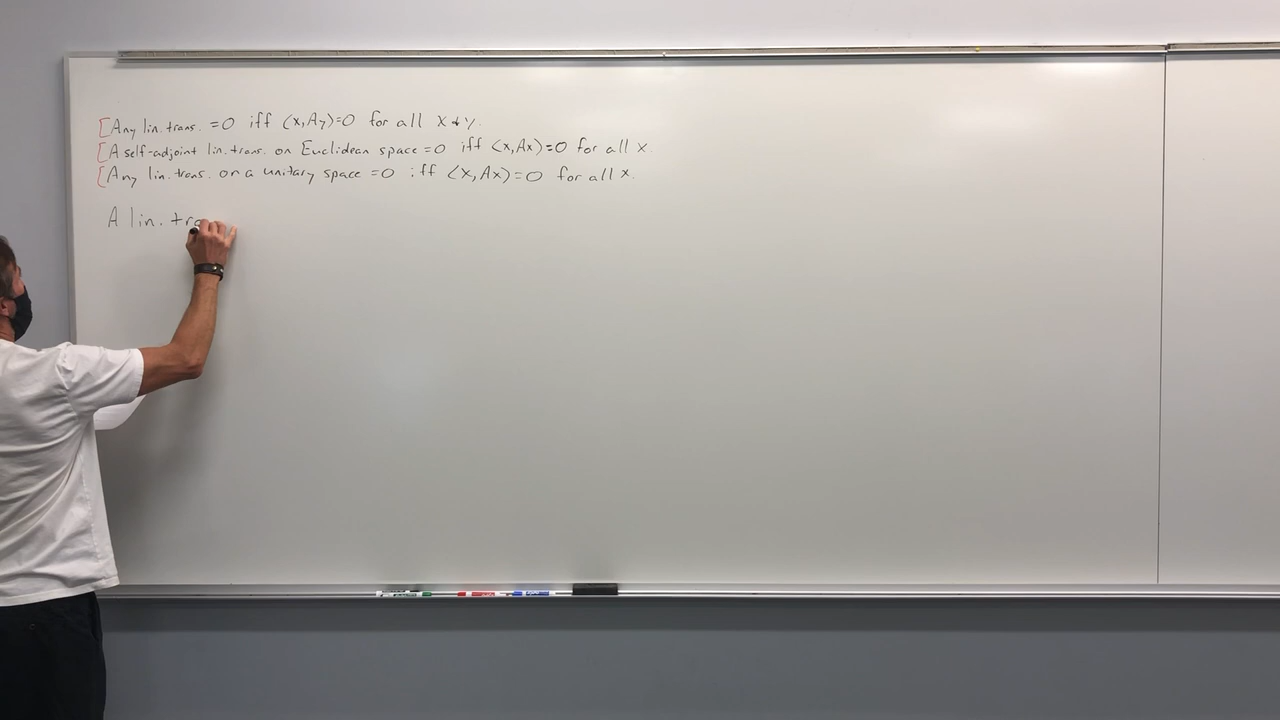 [Any lin. trans. =0 iff ⟨x,Ay⟩=0 for all x & y.
[A self-adjoint lin. trans. on Euclidean space =0 iff ⟨x,Ax⟩=0 for all x.
[Any lin. trans. on a unitary space =0 iff ⟨x,Ax⟩=0 for all x.
A lin. tra